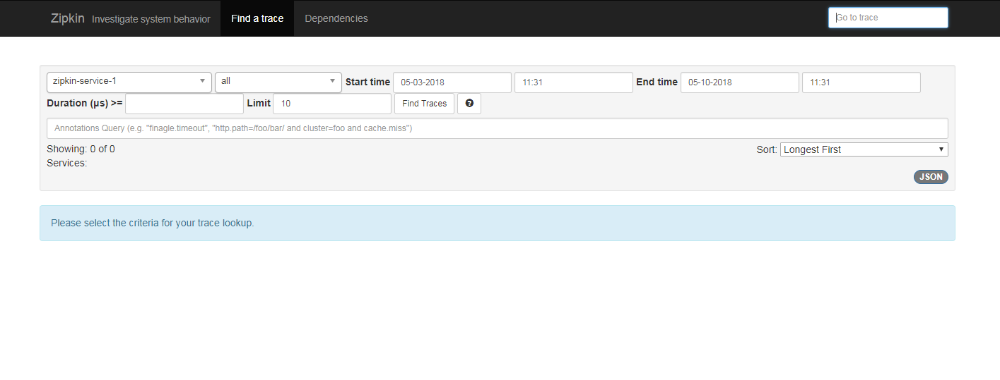 Zipkin Investigate system behavior Find a trace Dependencies Go to trace
zipkin-service-1 all Start time 05-03-2018 11:31 End time 05-10-2018 11:31
Duration (μs) >= Limit 10 Find Traces
Annotations Query (e.g. "finagle.timeout", "http.path=/foo/bar/ and cluster=foo and cache.miss")
Showing: 0 of 0 Sort: Longest First
Services:
JSON
Please select the criteria for your trace lookup.